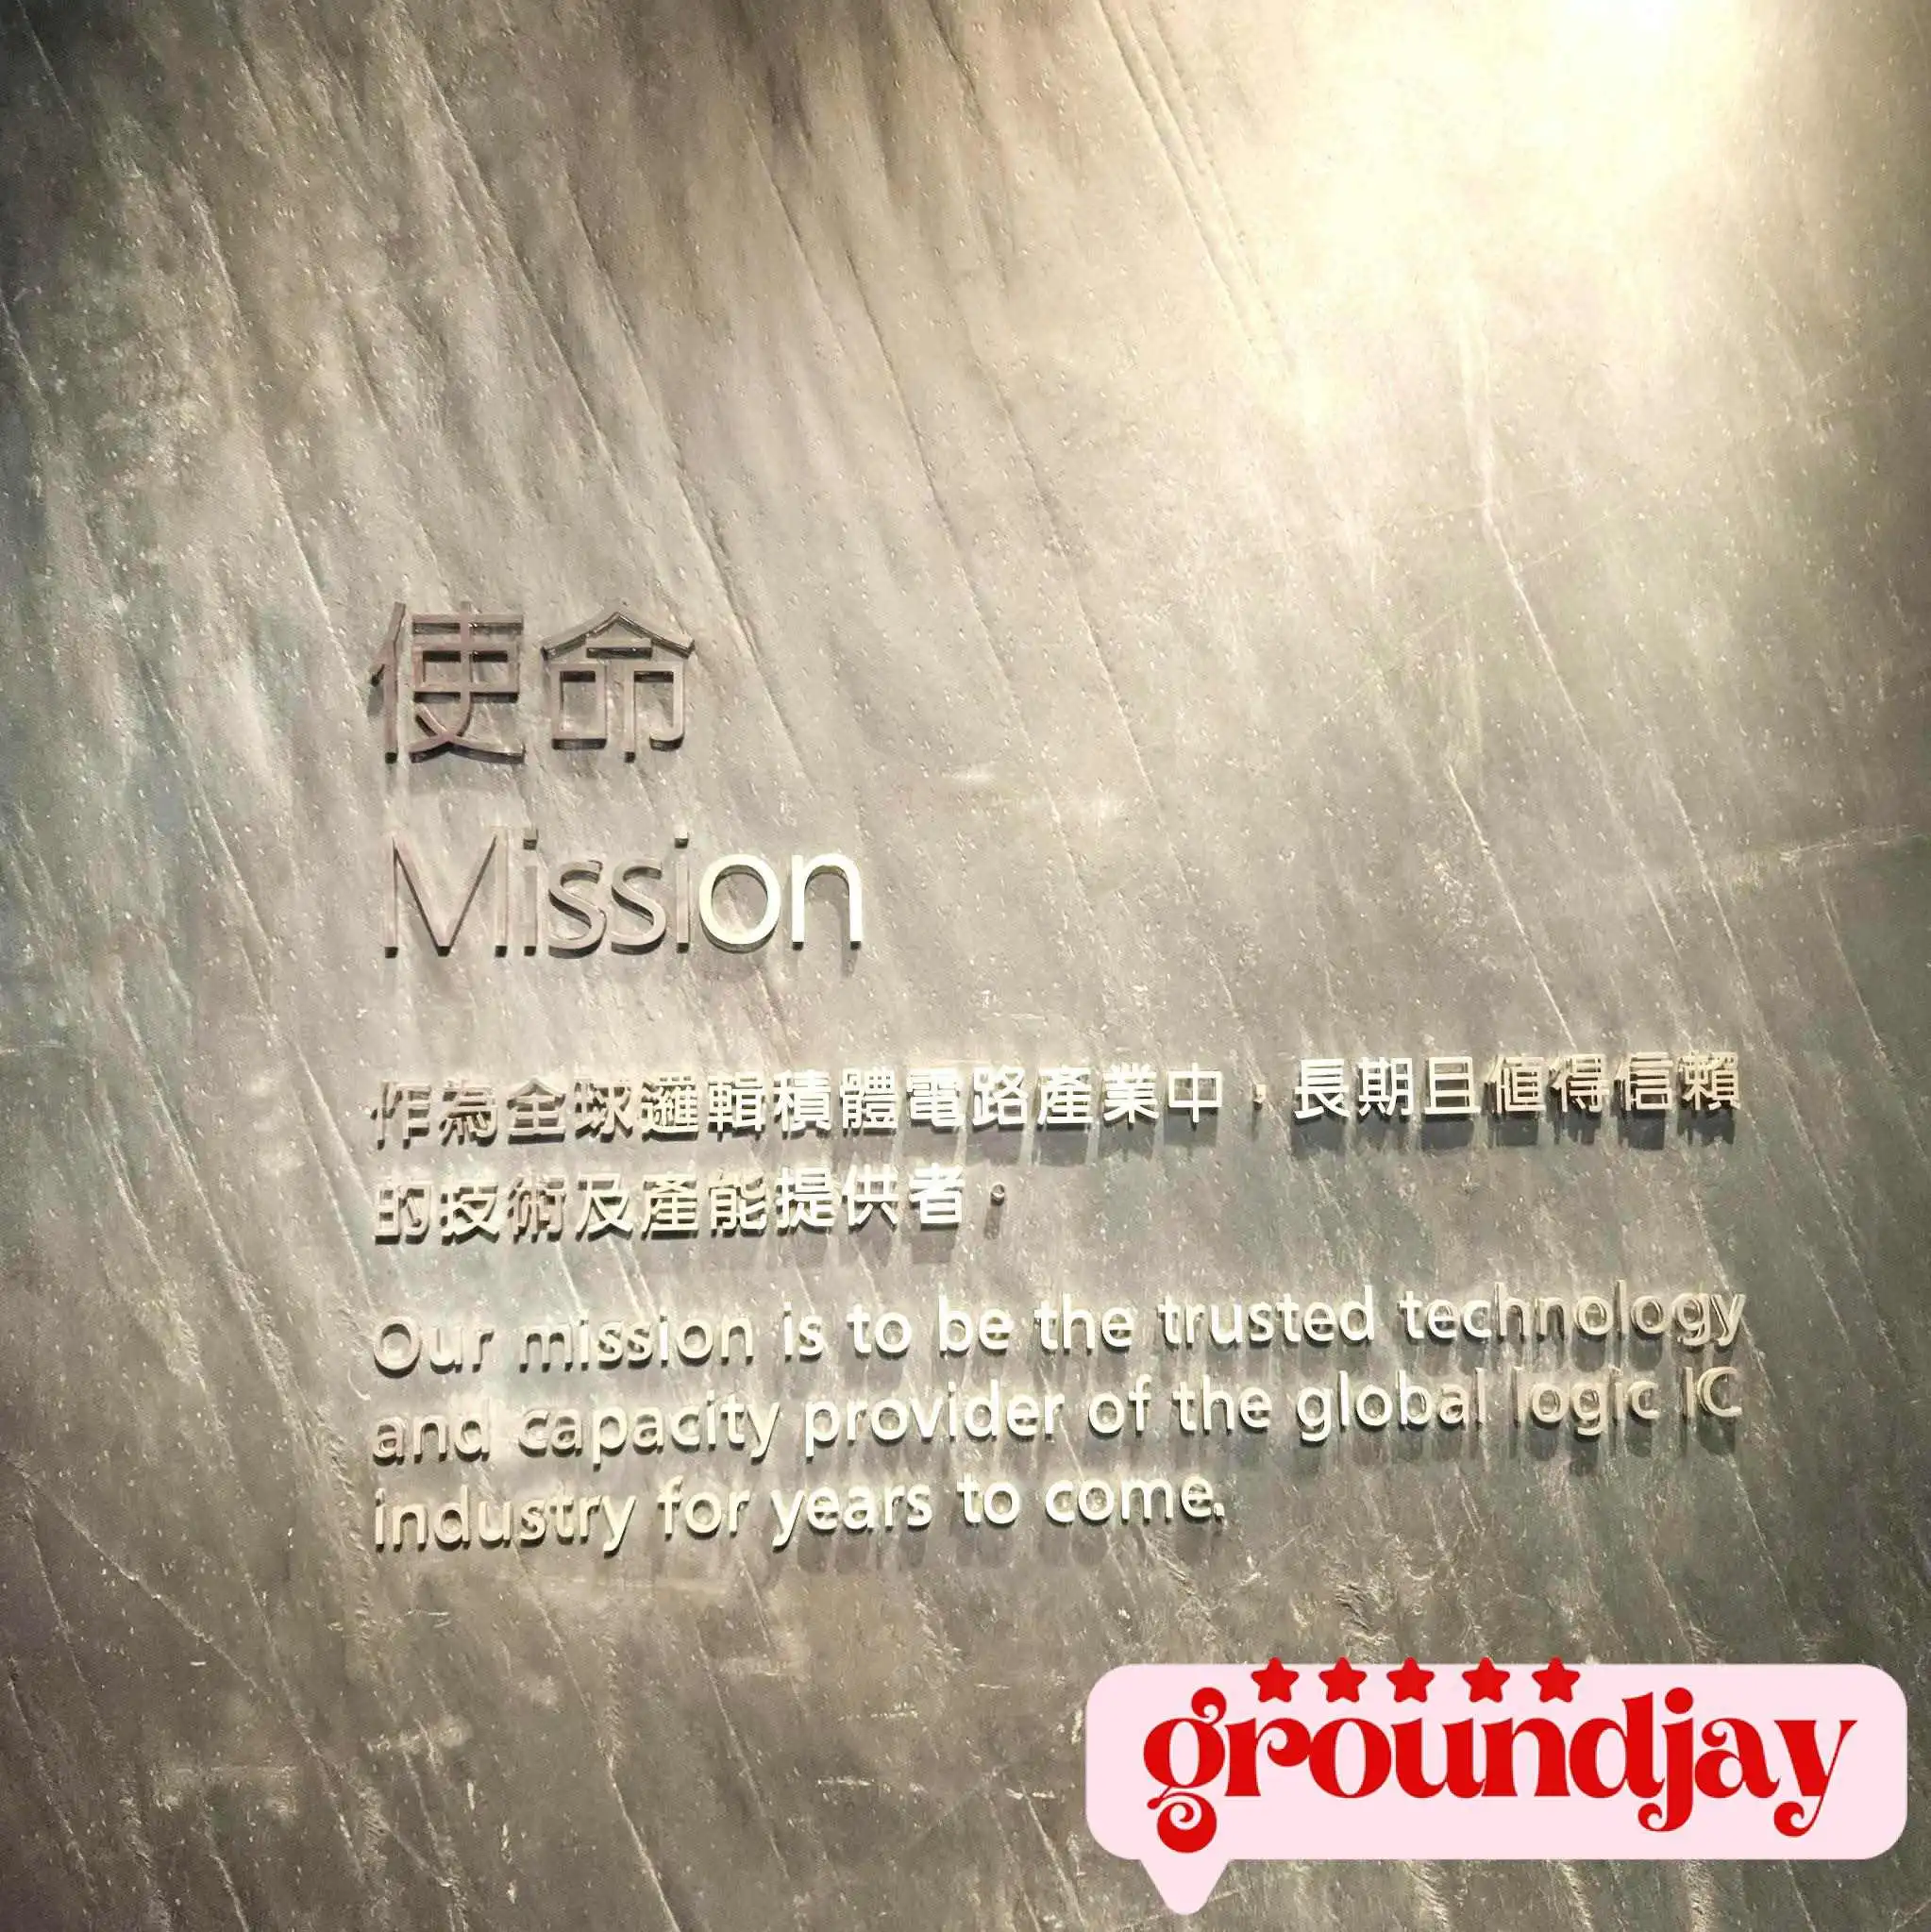 使命
Mission
作為全球邏輯積體電路產業中，長期且值得信賴
的技術及產能提供者。
Our mission is to be the trusted technology
and capacity provider of the global logic IC
industry for years to come.
groundjay